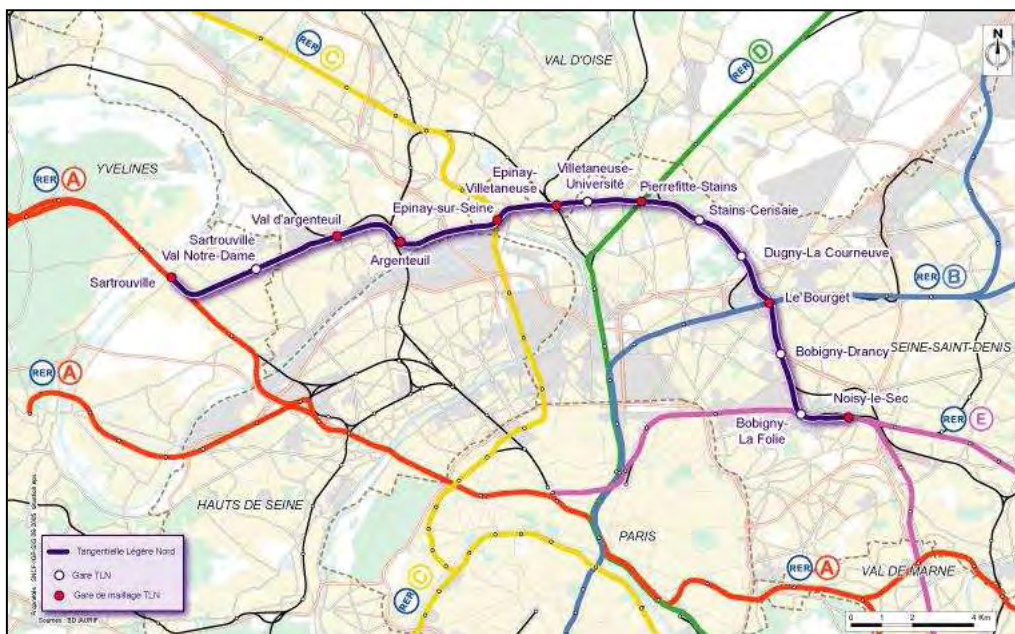 N
VAL D'OISE
RER C
RER D
YVELINES
RER A
Epinay-
Villetaneuse
Villetaneuse-
Université
Pierrefitte-Stains
Val d'argenteuil
Epinay-sur-Seine
Stains-Cerisaie
Sartrouville
Val Notre-Dame
Argenteuil
Dugny-La Courneuve
Sartrouville
RER B
Le Bourget
Bobigny-Drancy
SEINE-SAINT-DENIS
RER A
Noisy-le-Sec
Bobigny-
La Folie
RER E
HAUTS DE SEINE
PARIS
Tangentielle Légère Nord
Gare TLN
Gare de maillage TLN
RER C
RER A
VAL DE MARNE
Sources : BD IAURIF
0 1 2 4 Km